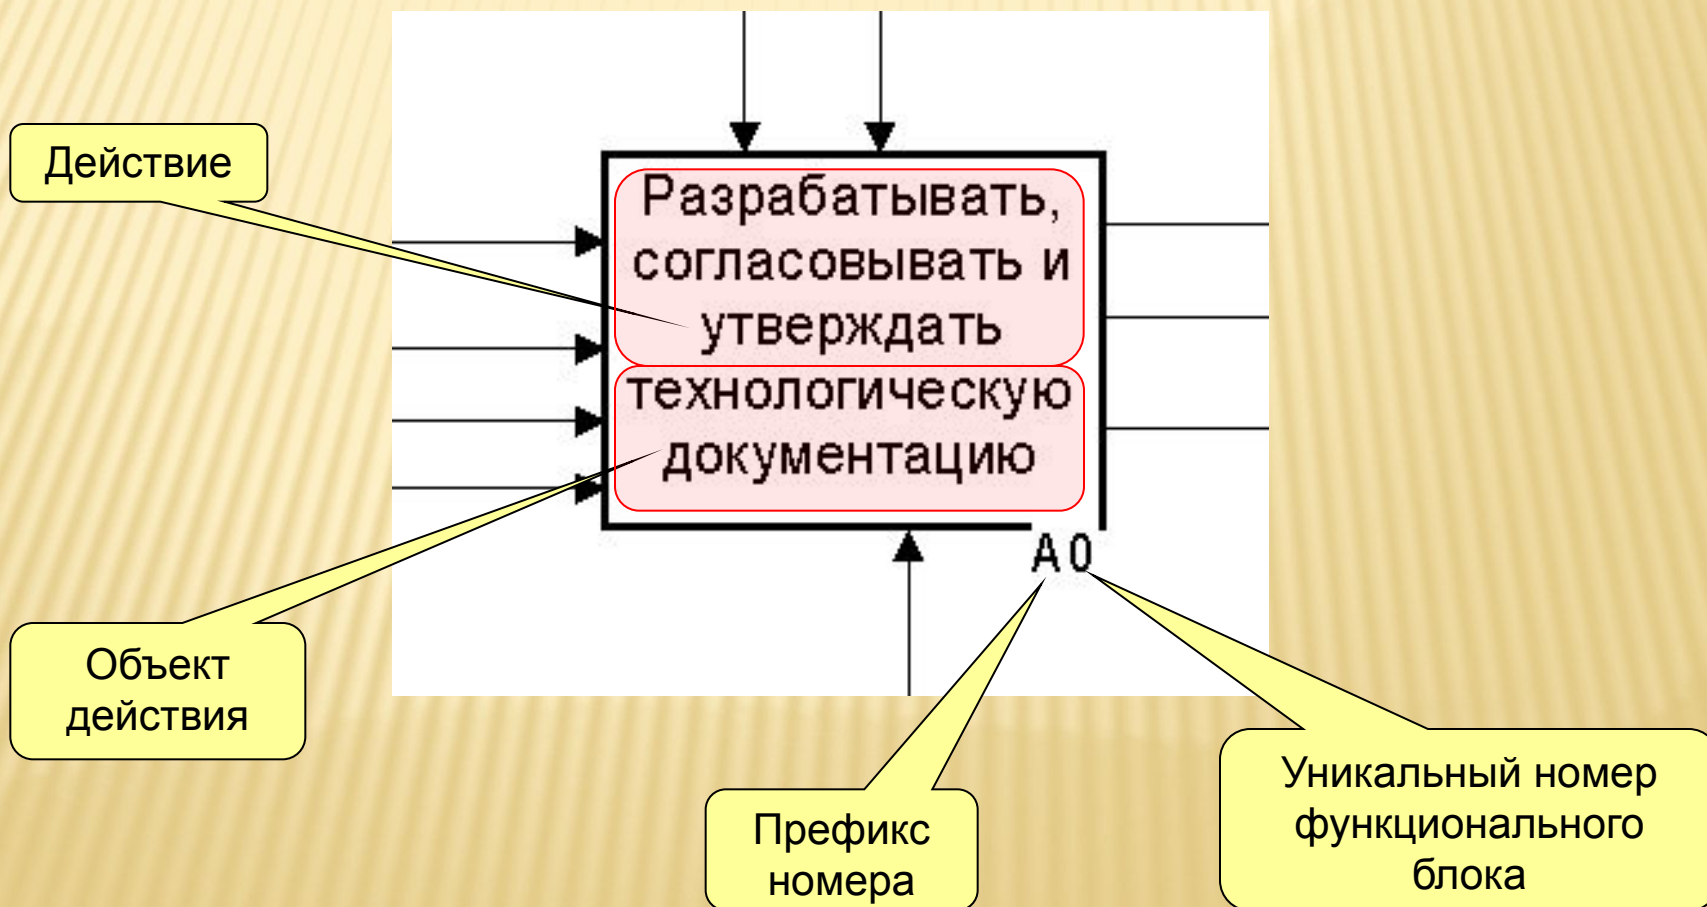 Действие
Разрабатывать,
согласовывать и
утверждать
технологическую
документацию
A0
Объект
действия
Префикс
номера
Уникальный номер
функционального
блока